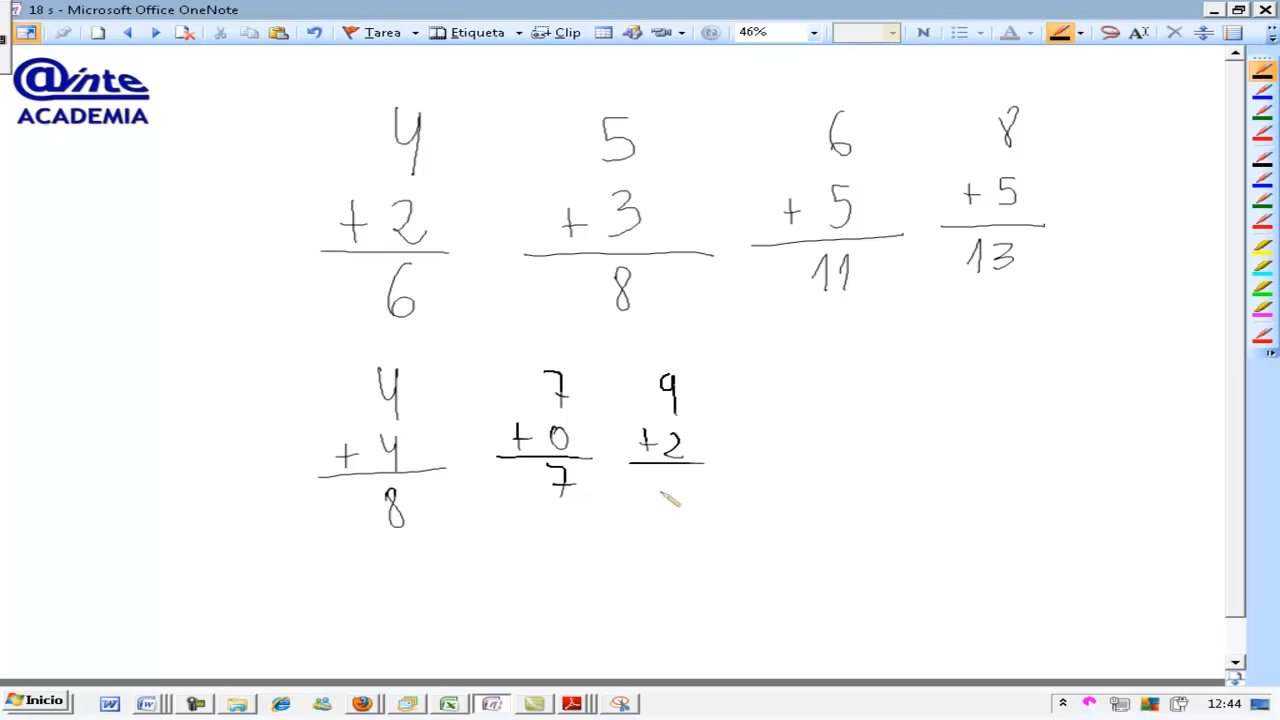 18 s - Microsoft Office OneNote
Tarea Etiqueta Clip 46% N A
@inte
ACADEMIA
4 5 6 8
+ 2 + 3 + 5 + 5
6 8 11 13
4 7 9
+ 4 + 0 + 2
8 7
Inicio 12:44